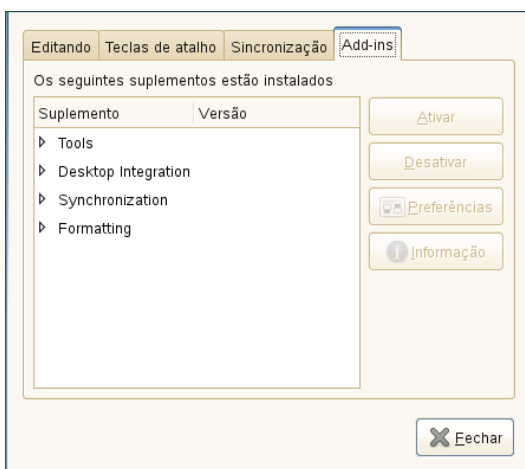 Editando Teclas de atalho Sincronização Add-ins
Os seguintes suplementos estão instalados
Suplemento Versão
Tools
Desktop Integration
Synchronization
Formatting
Ativar
Desativar
Preferências
Informação
Fechar